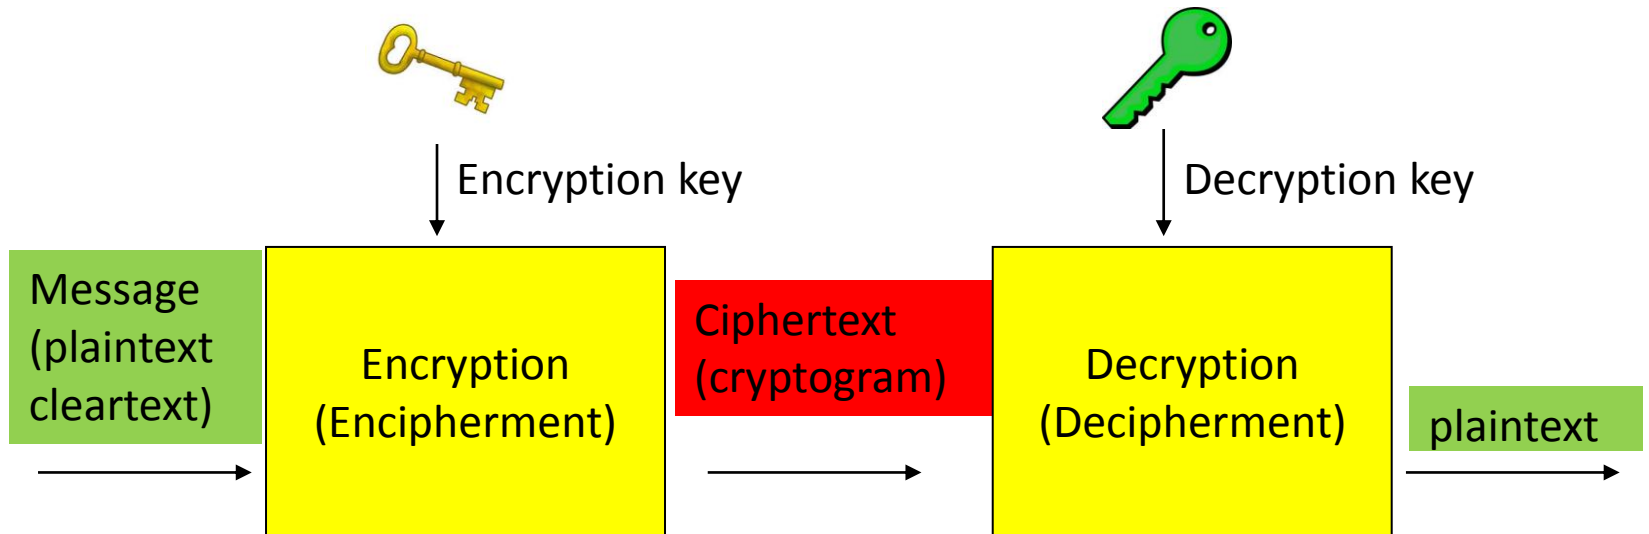 Encryption key
Decryption key
Message
(plaintext
cleartext)
Encryption
(Encipherment)
Ciphertext
(cryptogram)
Decryption
(Decipherment)
plaintext